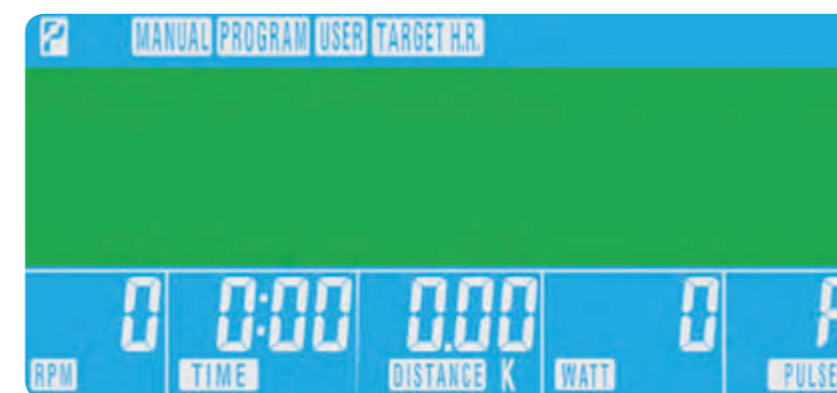 P MANUAL PROGRAM USER TARGET H.R.
0 0:00 0.00 0
RPM TIME DISTANCE K WATT PULSE